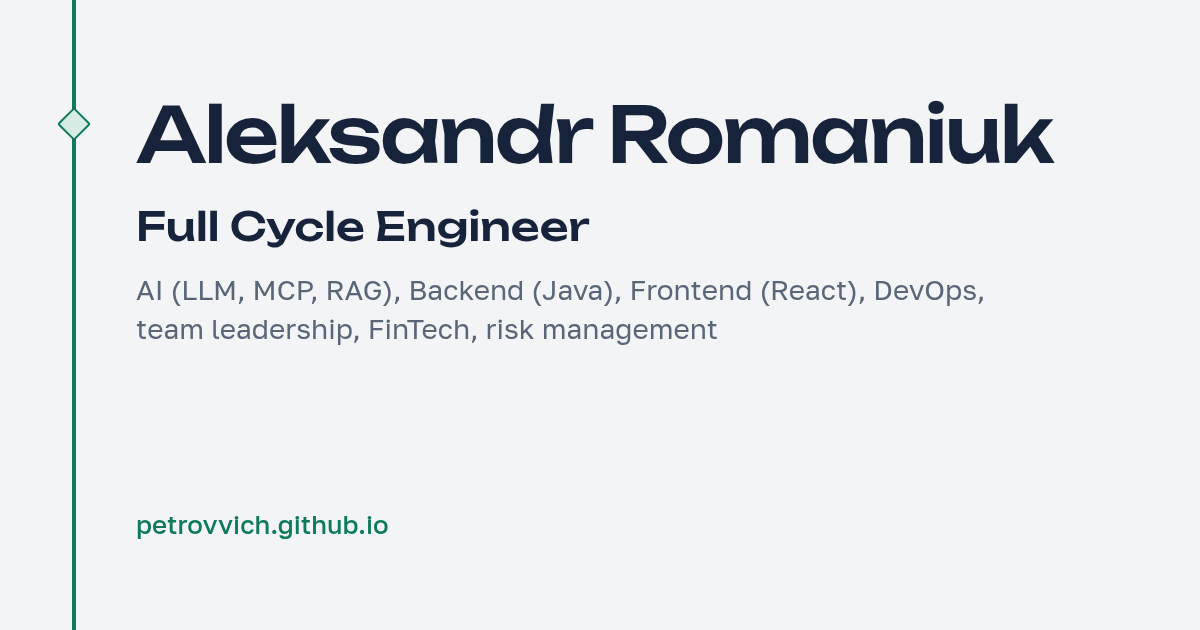 Aleksandr Romaniuk
Full Cycle Engineer
AI (LLM, MCP, RAG), Backend (Java), Frontend (React), DevOps,
team leadership, FinTech, risk management
petrovvich.github.io